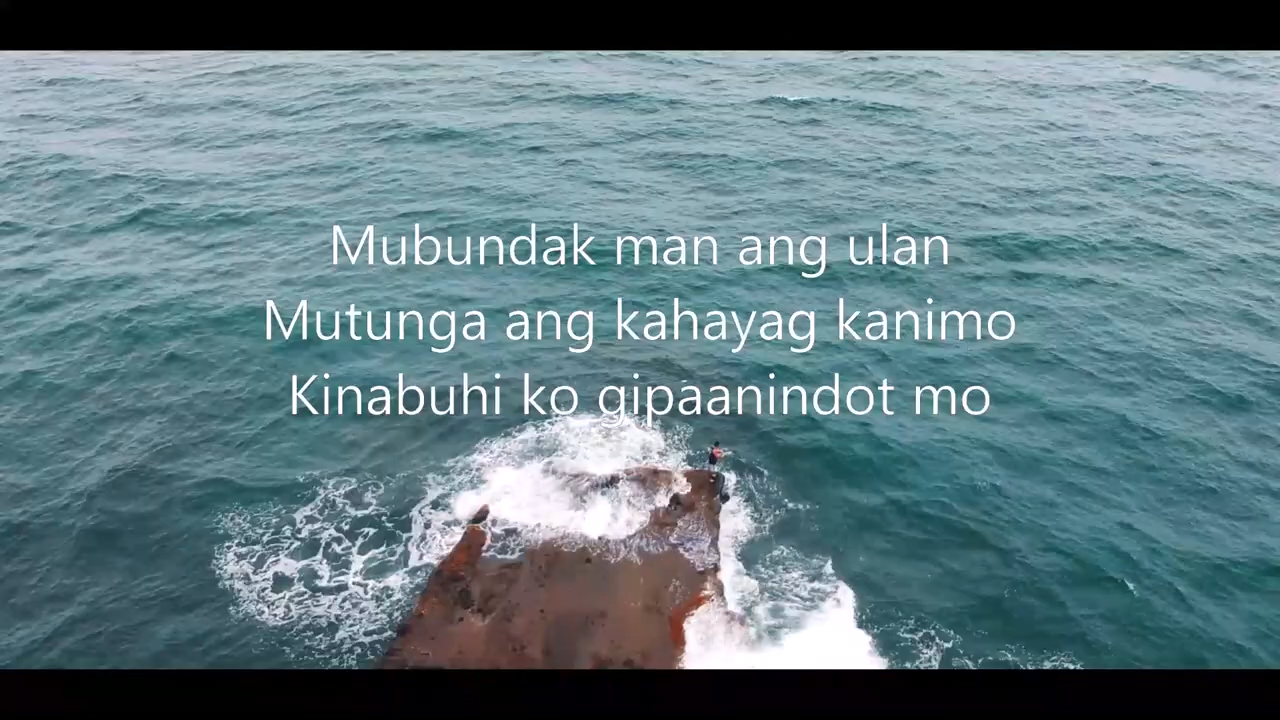 Mubundak man ang ulan
Mutunga ang kahayag kanimo
Kinabuhi ko gipaanindot mo